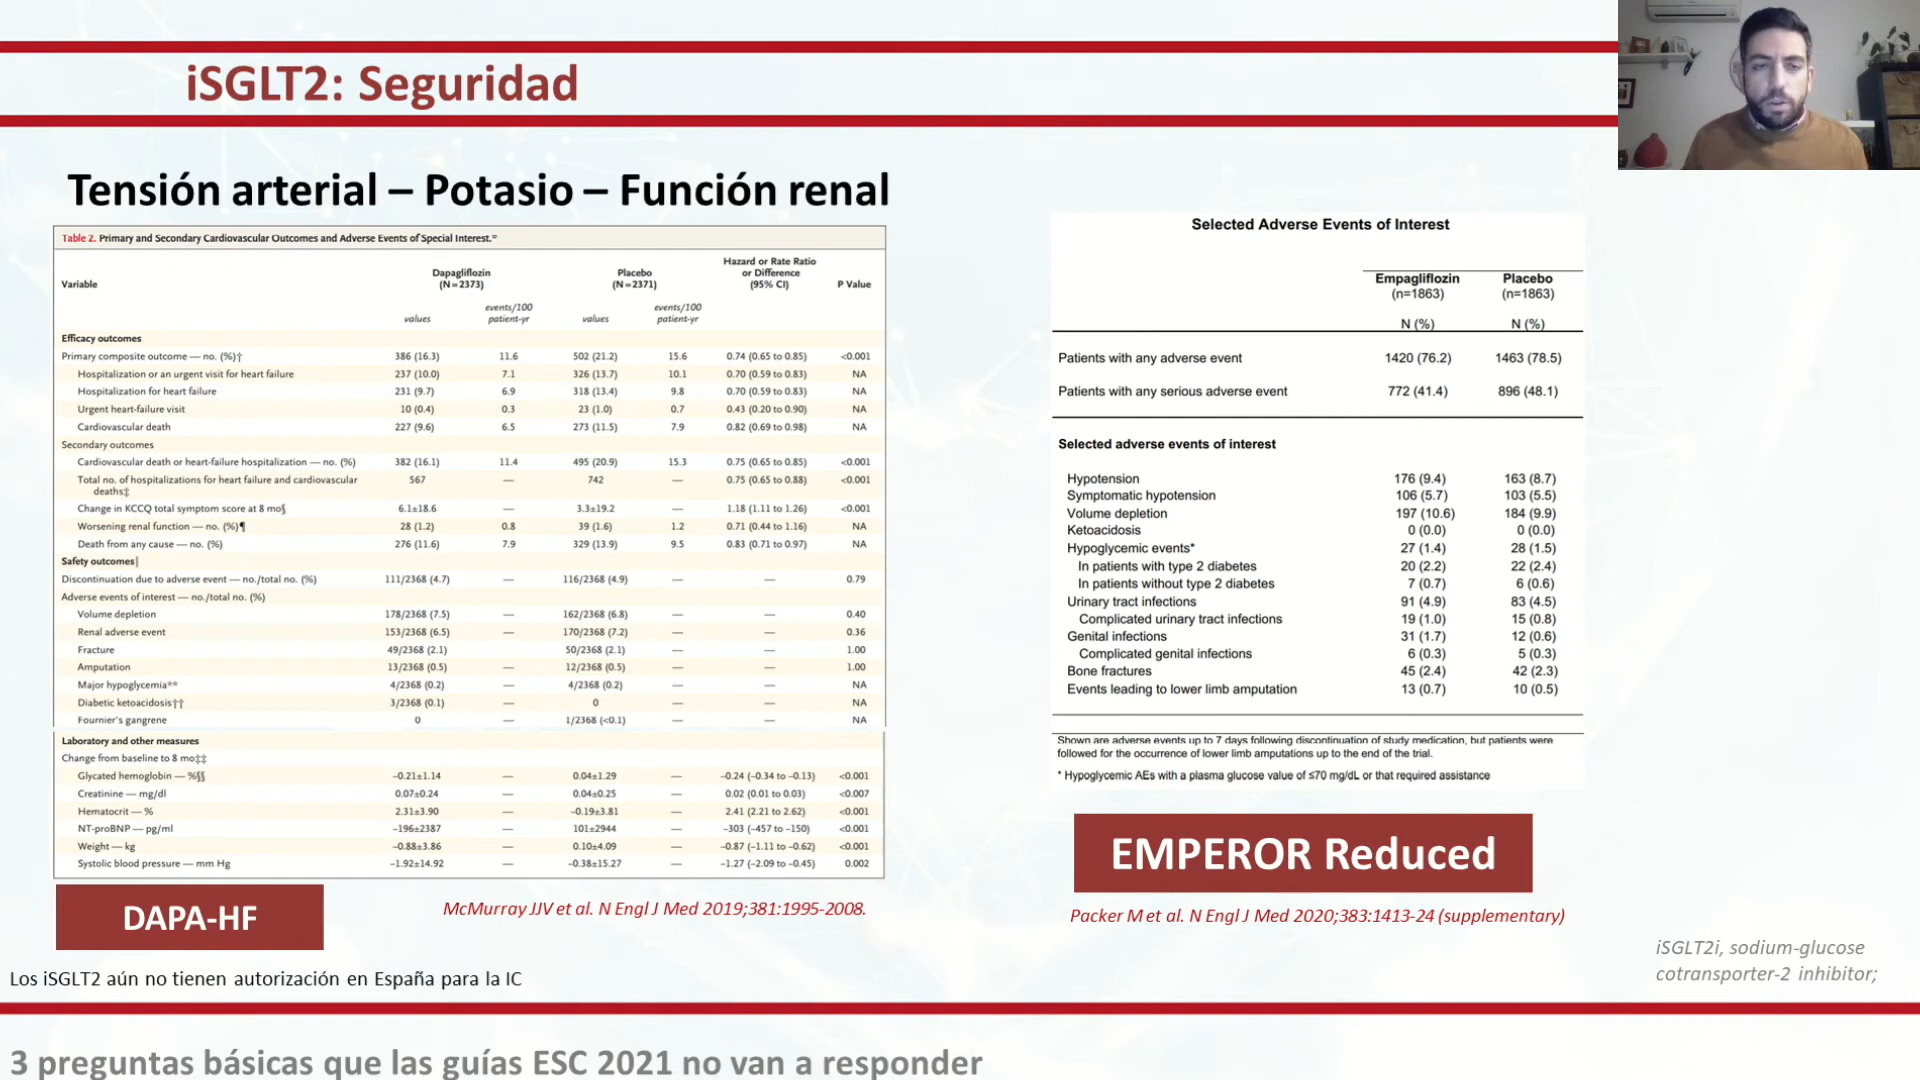 iSGLT2: Seguridad
Tensión arterial – Potasio – Función renal
Table 2. Primary and Secondary Cardiovascular Outcomes and Adverse Events of Special Interest.*
Variable Dapagliflozin (N=2373) Placebo (N=2371) Hazard or Rate Ratio or Difference (95% CI) P Value
values events/100 patient-yr values events/100 patient-yr
Efficacy outcomes
Primary composite outcome — no. (%)† 386 (16.3) 11.6 502 (21.2) 15.6 0.74 (0.65 to 0.85) <0.001
Hospitalization or an urgent visit for heart failure 237 (10.0) 7.1 326 (13.7) 10.1 0.70 (0.59 to 0.83) NA
Hospitalization for heart failure 231 (9.7) 6.9 318 (13.4) 9.8 0.70 (0.59 to 0.83) NA
Urgent heart-failure visit 10 (0.4) 0.3 23 (1.0) 0.7 0.43 (0.20 to 0.90) NA
Cardiovascular death 227 (9.6) 6.5 273 (11.5) 7.9 0.82 (0.69 to 0.98) NA
Secondary outcomes
Cardiovascular death or heart-failure hospitalization — no. (%) 382 (16.1) 11.4 495 (20.9) 15.3 0.75 (0.65 to 0.85) <0.001
Total no. of hospitalizations for heart failure and cardiovascular deaths‡ 567 — 742 — 0.75 (0.65 to 0.88) <0.001
Change in KCCQ total symptom score at 8 mo§ 6.1±18.6 — 3.3±19.2 — 1.18 (1.11 to 1.26) <0.001
Worsening renal function — no. (%)¶ 28 (1.2) 0.8 39 (1.6) 1.2 0.71 (0.44 to 1.16) NA
Death from any cause — no. (%) 276 (11.6) 7.9 329 (13.9) 9.5 0.83 (0.71 to 0.97) NA
Safety outcomes‖
Discontinuation due to adverse event — no./total no. (%) 111/2368 (4.7) — 116/2368 (4.9) — — 0.79
Adverse events of interest — no./total no. (%)
Volume depletion 178/2368 (7.5) — 162/2368 (6.8) — — 0.40
Renal adverse event 153/2368 (6.5) — 170/2368 (7.2) — — 0.36
Fracture 49/2368 (2.1) — 50/2368 (2.1) — — 1.00
Amputation 13/2368 (0.5) — 12/2368 (0.5) — — 1.00
Major hypoglycemia** 4/2368 (0.2) — 4/2368 (0.2) — — NA
Diabetic ketoacidosis†† 3/2368 (0.1) — 0 — — NA
Fournier's gangrene 0 — 1/2368 (<0.1) — — NA
Laboratory and other measures
Change from baseline to 8 mo‡‡
Glycated hemoglobin — %§§ –0.21±1.14 — 0.04±1.29 — –0.24 (–0.34 to –0.13) <0.001
Creatinine — mg/dl 0.07±0.24 — 0.04±0.25 — 0.02 (0.01 to 0.03) <0.007
Hematocrit — % 2.31±3.90 — –0.19±3.81 — 2.41 (2.21 to 2.62) <0.001
NT-proBNP — pg/ml –196±2387 — 101±2944 — –303 (–457 to –150) <0.001
Weight — kg –0.88±3.86 — 0.10±4.09 — –0.87 (–1.11 to –0.62) <0.001
Systolic blood pressure — mm Hg –1.92±14.92 — –0.38±15.27 — –1.27 (–2.09 to –0.45) 0.002
DAPA-HF
McMurray JJV et al. N Engl J Med 2019;381:1995-2008.
Selected Adverse Events of Interest
Empagliflozin Placebo
(n=1863) (n=1863)
N (%) N (%)
Patients with any adverse event 1420 (76.2) 1463 (78.5)
Patients with any serious adverse event 772 (41.4) 896 (48.1)
Selected adverse events of interest
Hypotension 176 (9.4) 163 (8.7)
Symptomatic hypotension 106 (5.7) 103 (5.5)
Volume depletion 197 (10.6) 184 (9.9)
Ketoacidosis 0 (0.0) 0 (0.0)
Hypoglycemic events* 27 (1.4) 28 (1.5)
In patients with type 2 diabetes 20 (2.2) 22 (2.4)
In patients without type 2 diabetes 7 (0.7) 6 (0.6)
Urinary tract infections 91 (4.9) 83 (4.5)
Complicated urinary tract infections 19 (1.0) 15 (0.8)
Genital infections 31 (1.7) 12 (0.6)
Complicated genital infections 6 (0.3) 5 (0.3)
Bone fractures 45 (2.4) 42 (2.3)
Events leading to lower limb amputation 13 (0.7) 10 (0.5)
Shown are adverse events up to 7 days following discontinuation of study medication, but patients were
followed for the occurrence of lower limb amputations up to the end of the trial.
* Hypoglycemic AEs with a plasma glucose value of ≤70 mg/dL or that required assistance
EMPEROR Reduced
Packer M et al. N Engl J Med 2020;383:1413-24 (supplementary)
iSGLT2i, sodium-glucose
cotransporter-2 inhibitor;
Los iSGLT2 aún no tienen autorización en España para la IC
3 preguntas básicas que las guías ESC 2021 no van a responder